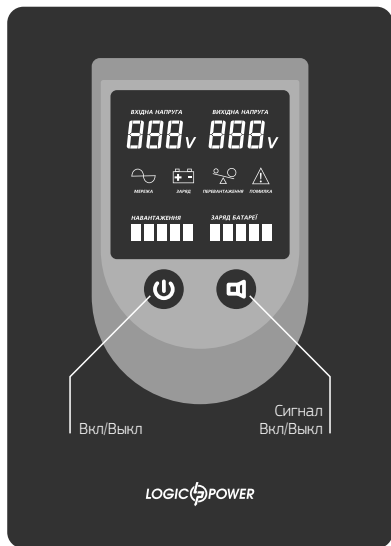 ВХІДНА НАПРУГА ВИХІДНА НАПРУГА
888v 888v
МЕРЕЖА ЗАРЯД ПЕРЕВАНТАЖЕННЯ ПОМИЛКА
НАВАНТАЖЕННЯ ЗАРЯД БАТАРЕЇ
Вкл/Выкл
Сигнал
Вкл/Выкл
LOGICPOWER